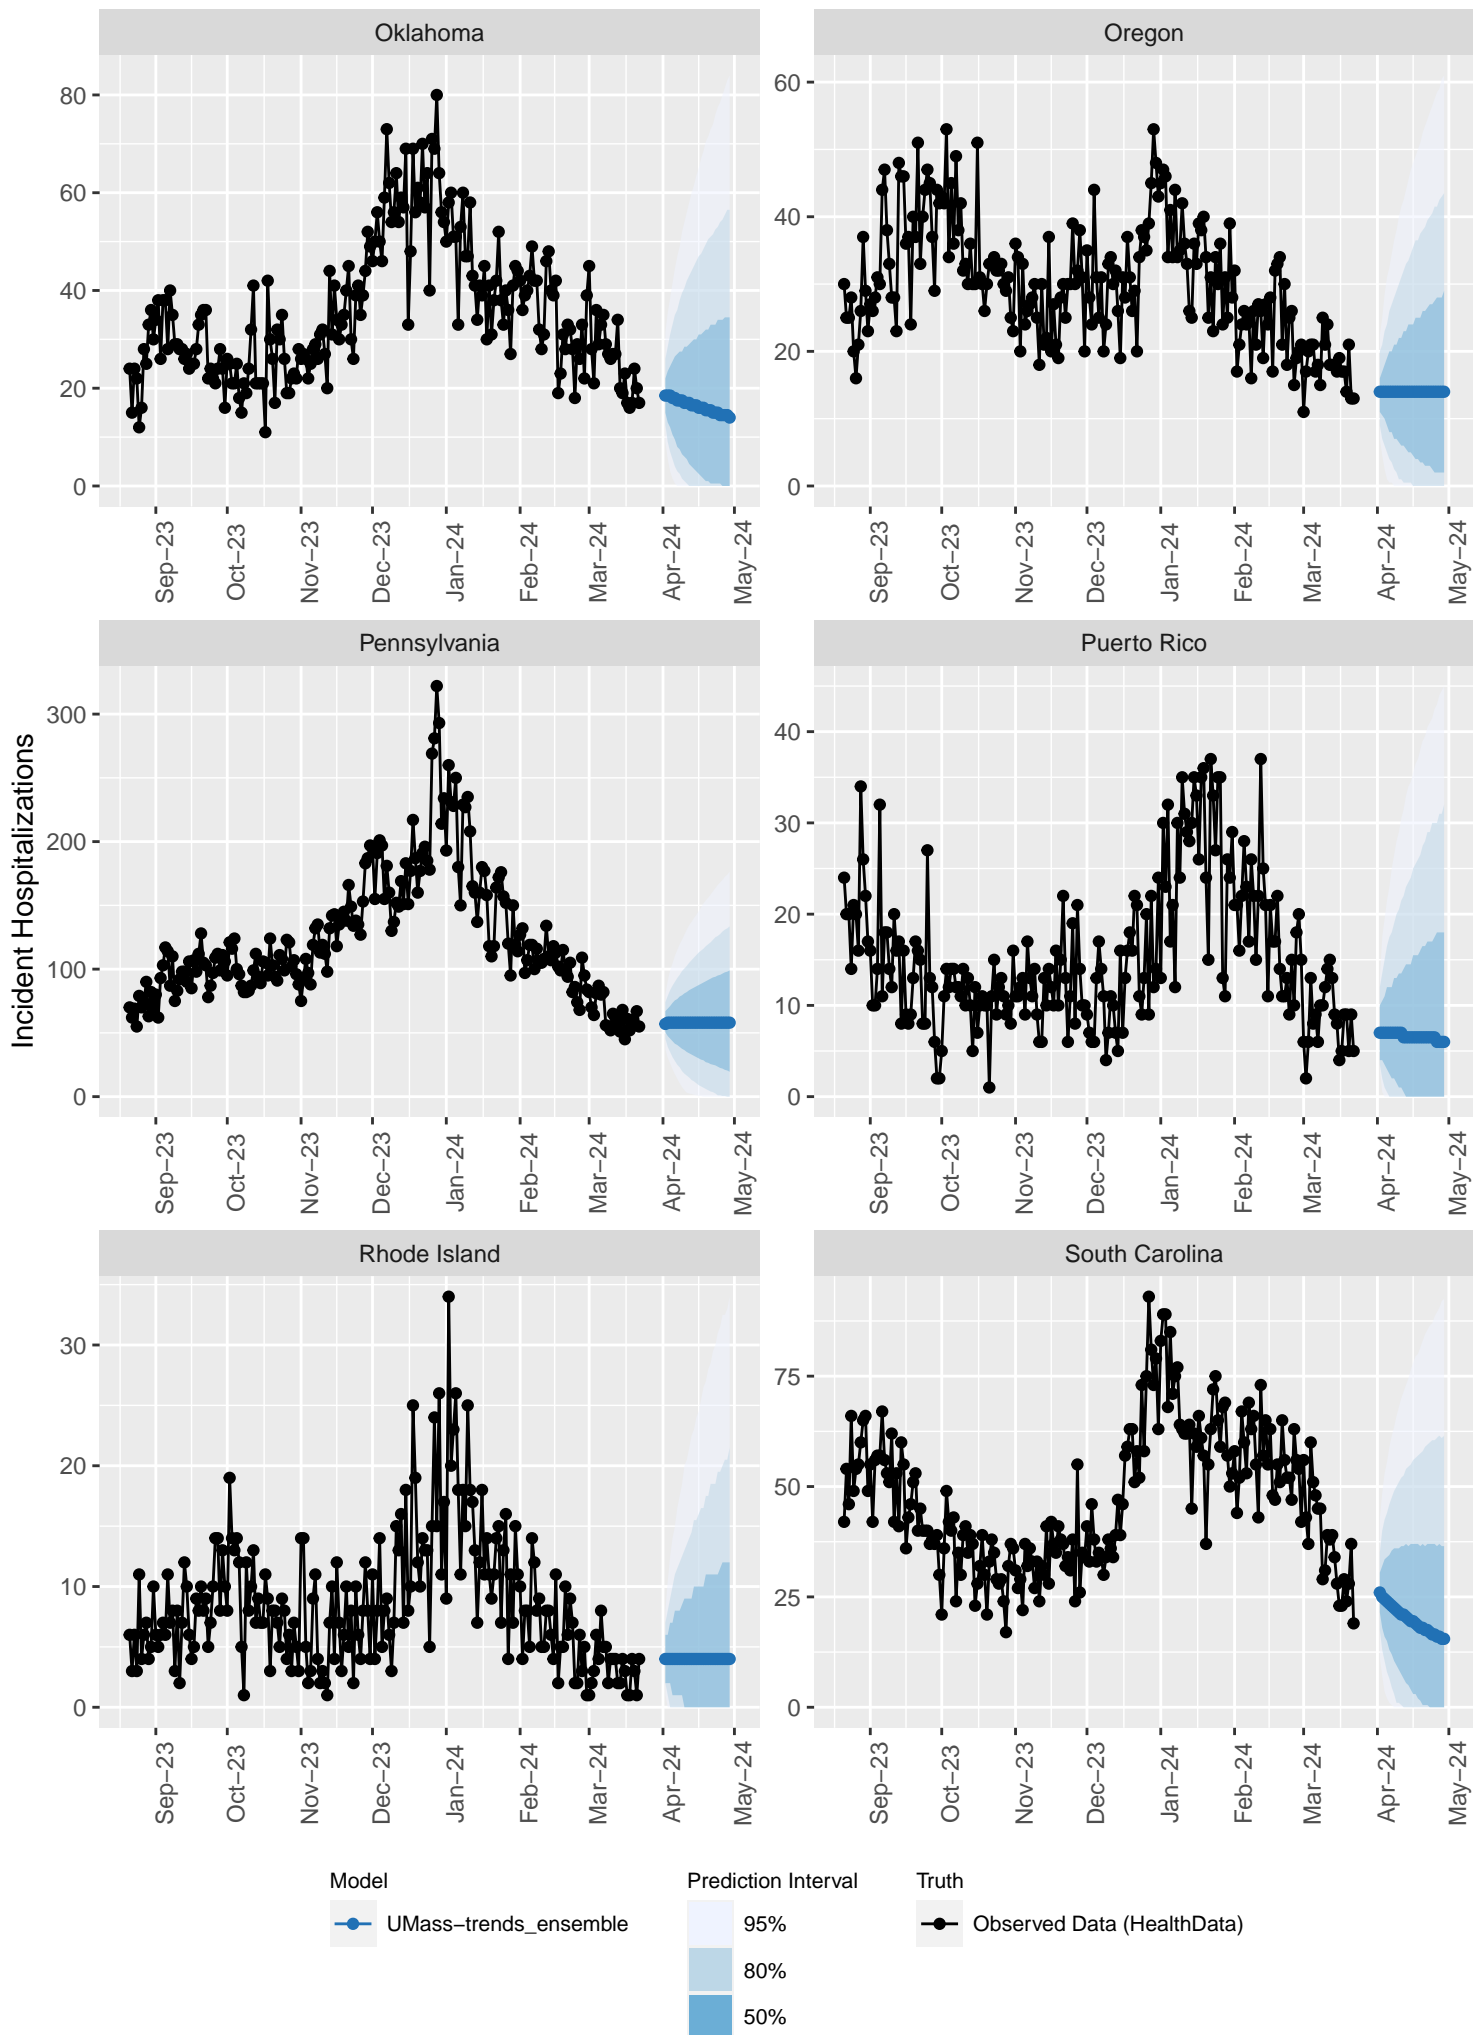 Oklahoma
Oregon
80
60
40
20
0
60
40
20
0
Sep−23
Oct−23
Nov−23
Dec−23
Jan−24
Feb−24
Mar−24
Apr−24
May−24
Sep−23
Oct−23
Nov−23
Dec−23
Jan−24
Feb−24
Mar−24
Apr−24
May−24
Incident Hospitalizations
Pennsylvania
Puerto Rico
300
200
100
0
40
30
20
10
0
Sep−23
Oct−23
Nov−23
Dec−23
Jan−24
Feb−24
Mar−24
Apr−24
May−24
Sep−23
Oct−23
Nov−23
Dec−23
Jan−24
Feb−24
Mar−24
Apr−24
May−24
Rhode Island
South Carolina
30
20
10
0
75
50
25
0
Sep−23
Oct−23
Nov−23
Dec−23
Jan−24
Feb−24
Mar−24
Apr−24
May−24
Sep−23
Oct−23
Nov−23
Dec−23
Jan−24
Feb−24
Mar−24
Apr−24
May−24
Model
UMass−trends_ensemble
Prediction Interval
95%
80%
50%
Truth
Observed Data (HealthData)